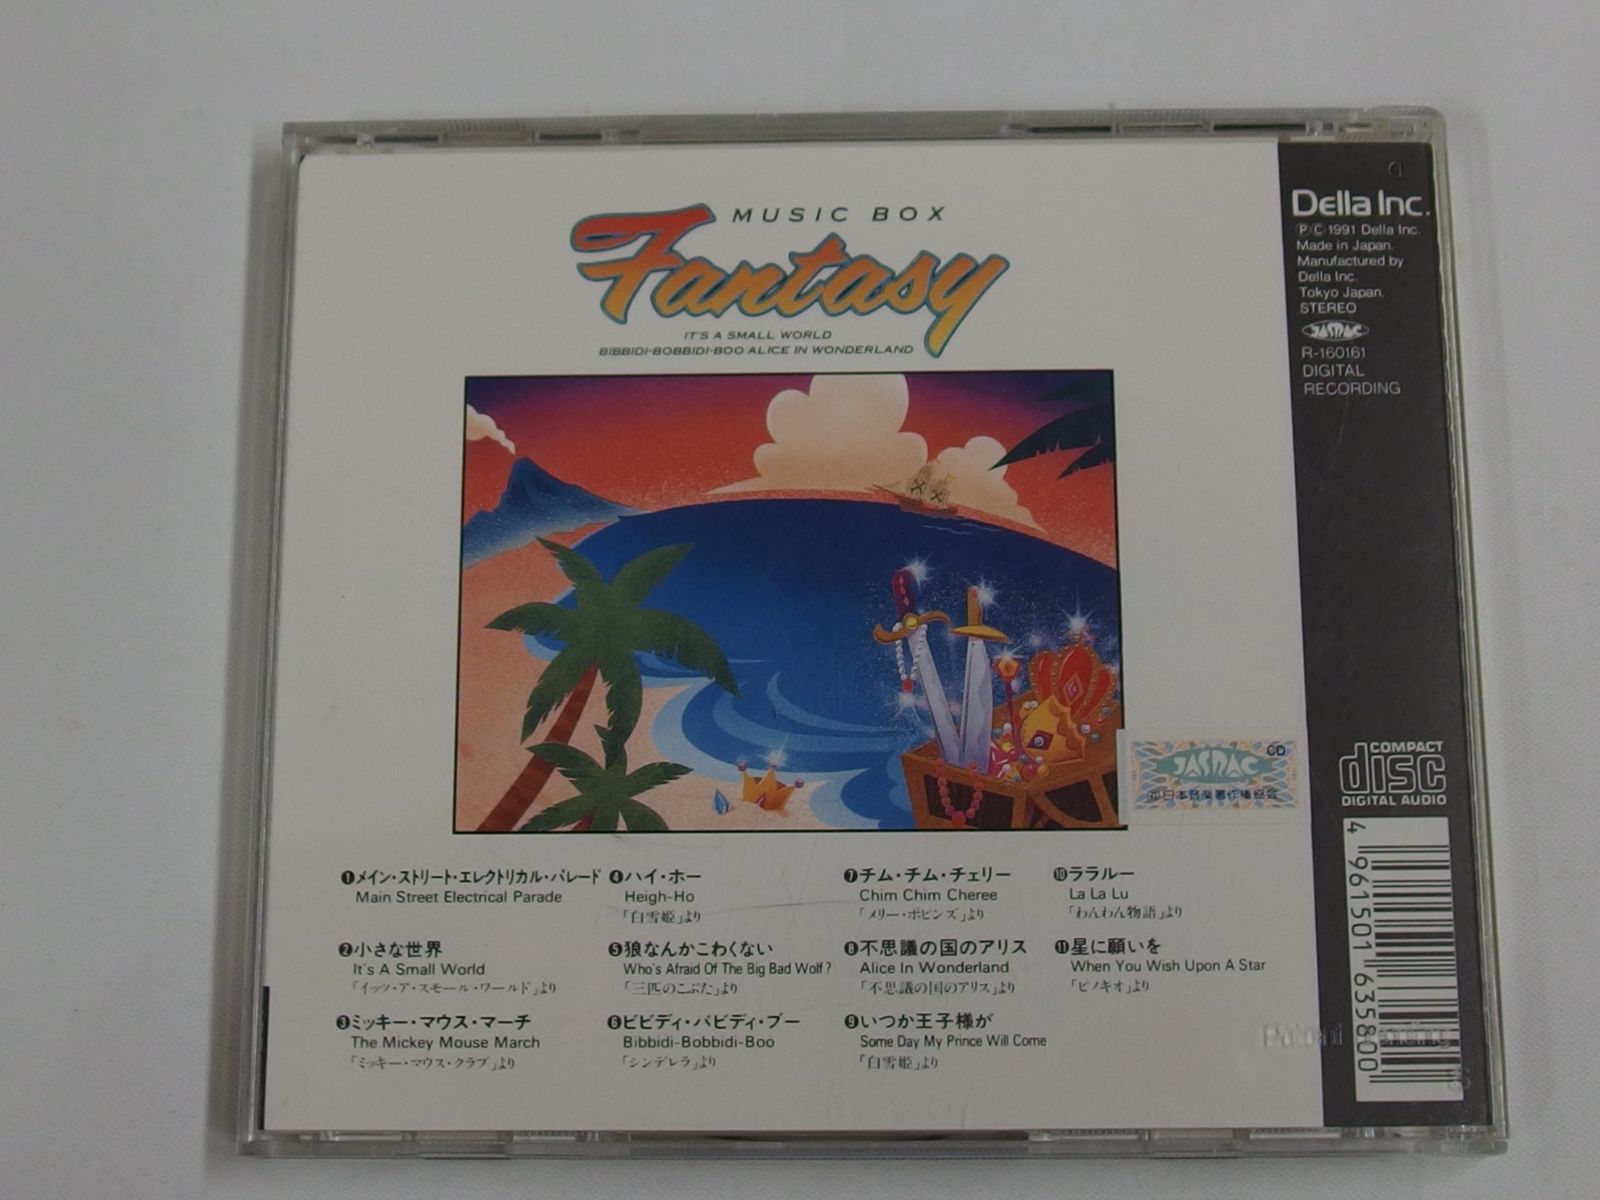 MUSIC BOX
Fantasy
IT'S A SMALL WORLD
BIBBIDI-BOBBIDI-BOO/ALICE IN WONDERLAND
❶メイン・ストリート・エレクトリカル・パレード
Main Street Electrical Parade
❷小さな世界
It's A Small World
「イッツ・ア・スモール・ワールド」より
❸ミッキー・マウス・マーチ
The Mickey Mouse March
「ミッキー・マウス・クラブ」より
❹ハイ・ホー
Heigh-Ho
「白雪姫」より
❺狼なんかこわくない
Who's Afraid Of The Big Bad Wolf?
「三匹のこぶた」より
❻ビビディ・バビディ・ブー
Bibbidi-Bobbidi-Boo
「シンデレラ」より
❼チム・チム・チェリー
Chim Chim Cheree
「メリー・ポピンズ」より
❽不思議の国のアリス
Alice In Wonderland
「不思議の国のアリス」より
❾いつか王子様が
Some Day My Prince Will Come
「白雪姫」より
❿ララルー
La La Lu
「わんわん物語」より
⓫星に願いを
When You Wish Upon A Star
「ピノキオ」より
Della Inc.
ⓅⒸ 1991 Della Inc.
Made in Japan.
Manufactured by
Della Inc.
Tokyo Japan.
STEREO
JASRAC
R-160161
DIGITAL
RECORDING
CD
JASRAC
㈳日本音楽著作権協会
COMPACT
disc
DIGITAL AUDIO
4 961501 635800
Patent Pending